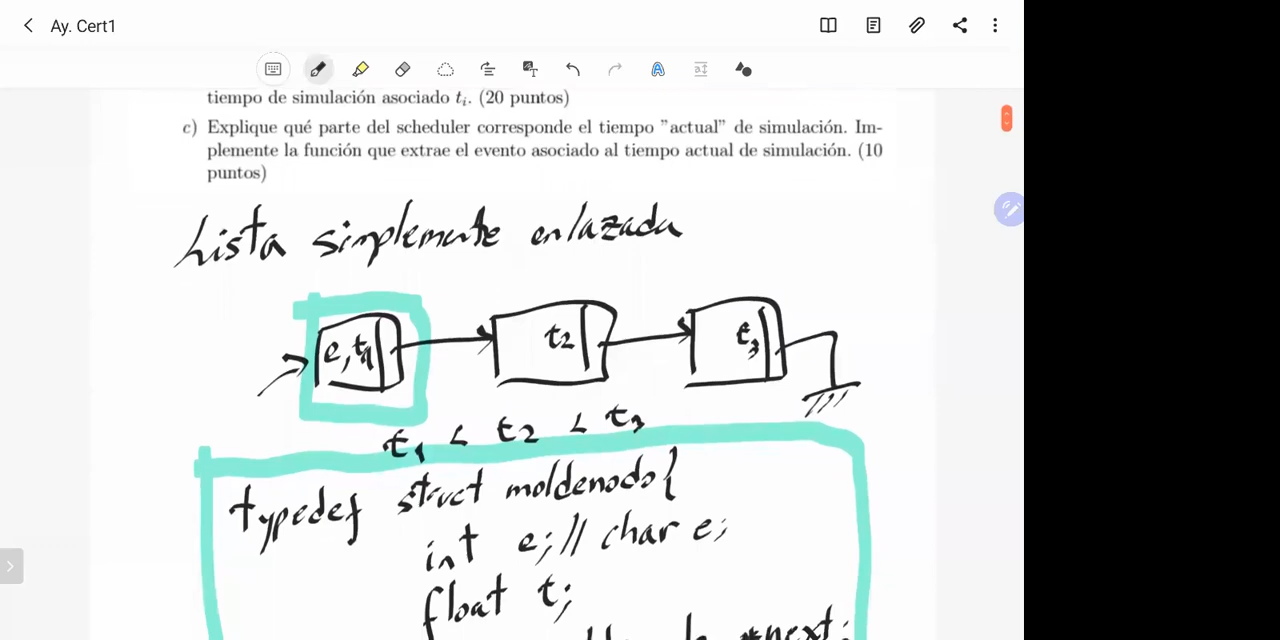 Ay. Cert1
tiempo de simulación asociado tᵢ. (20 puntos)
c) Explique qué parte del scheduler corresponde el tiempo ”actual” de simulación. Im-
plemente la función que extrae el evento asociado al tiempo actual de simulación. (10
puntos)
Lista simplemente enlazada
e, t1
t2
t3
t1 < t2 < t3
typedef struct moldenodo{
int e; // char e;
float t;
*next;